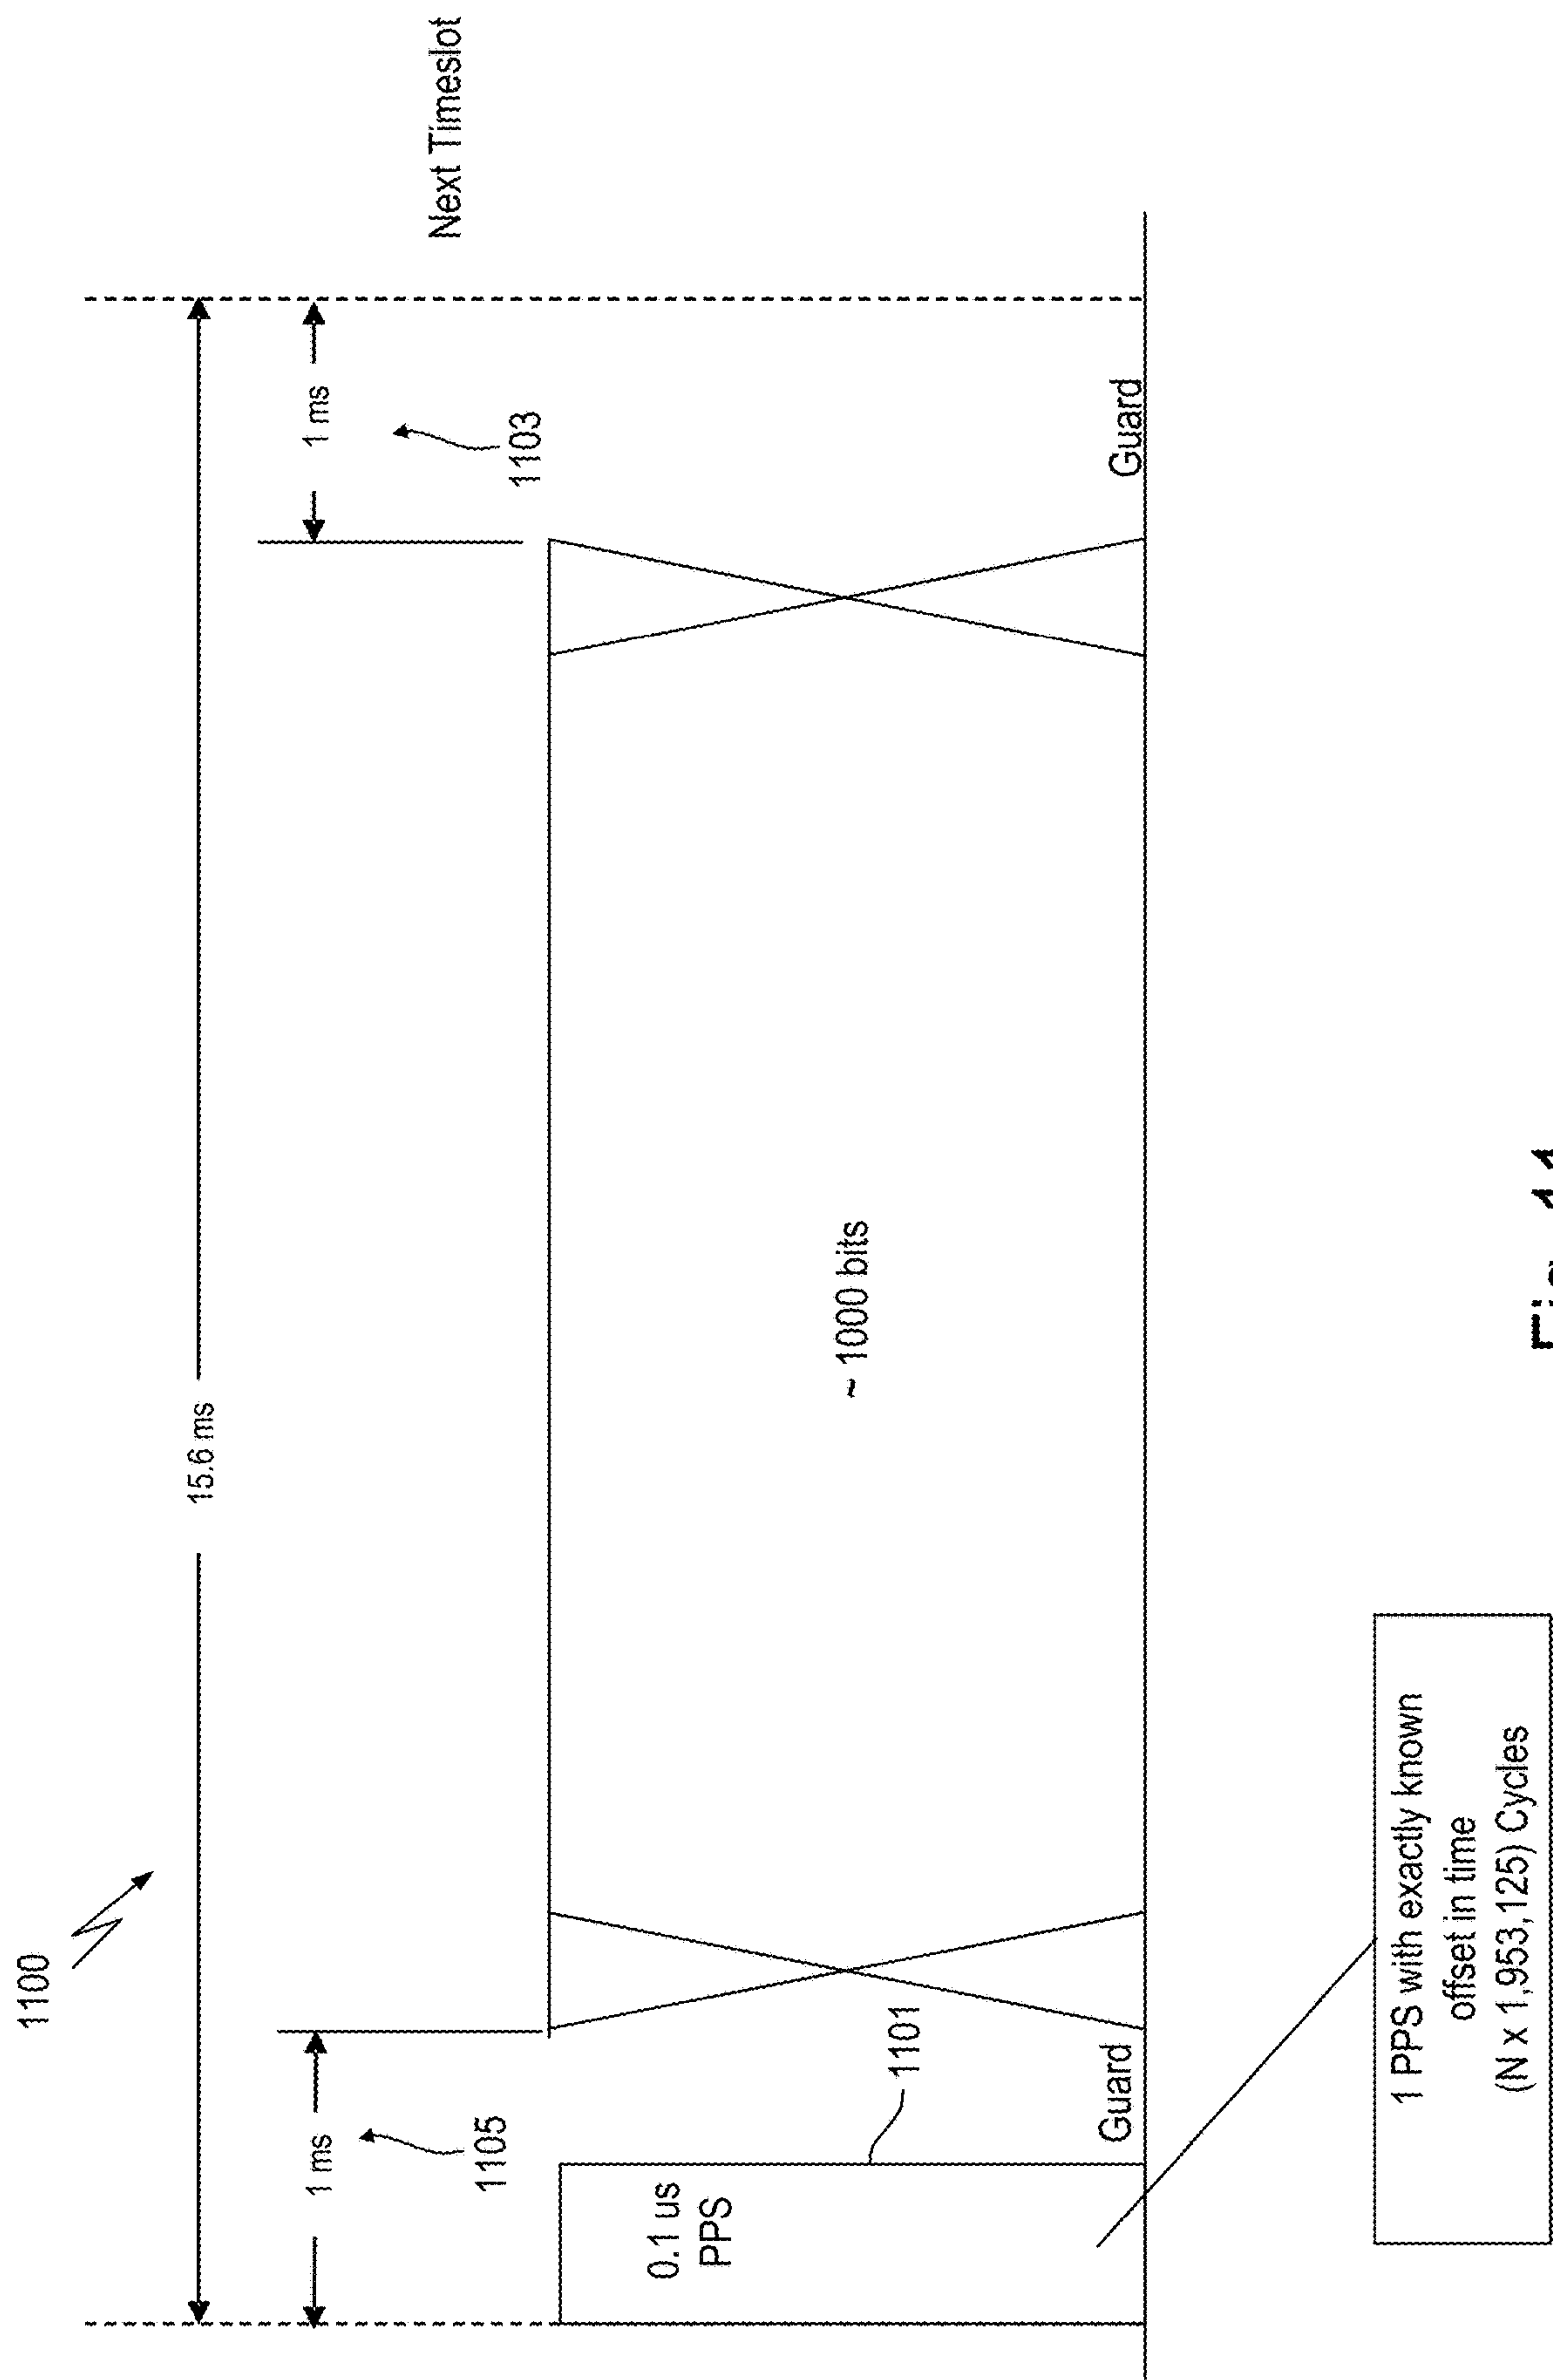 1100
15.6 ms
1 ms
1105
1 ms
1103
Next Timeslot
0.1 us
PPS
1101
Guard
~ 1000 bits
Guard
1 PPS with exactly known
offset in time
(N x 1,953,125) Cycles